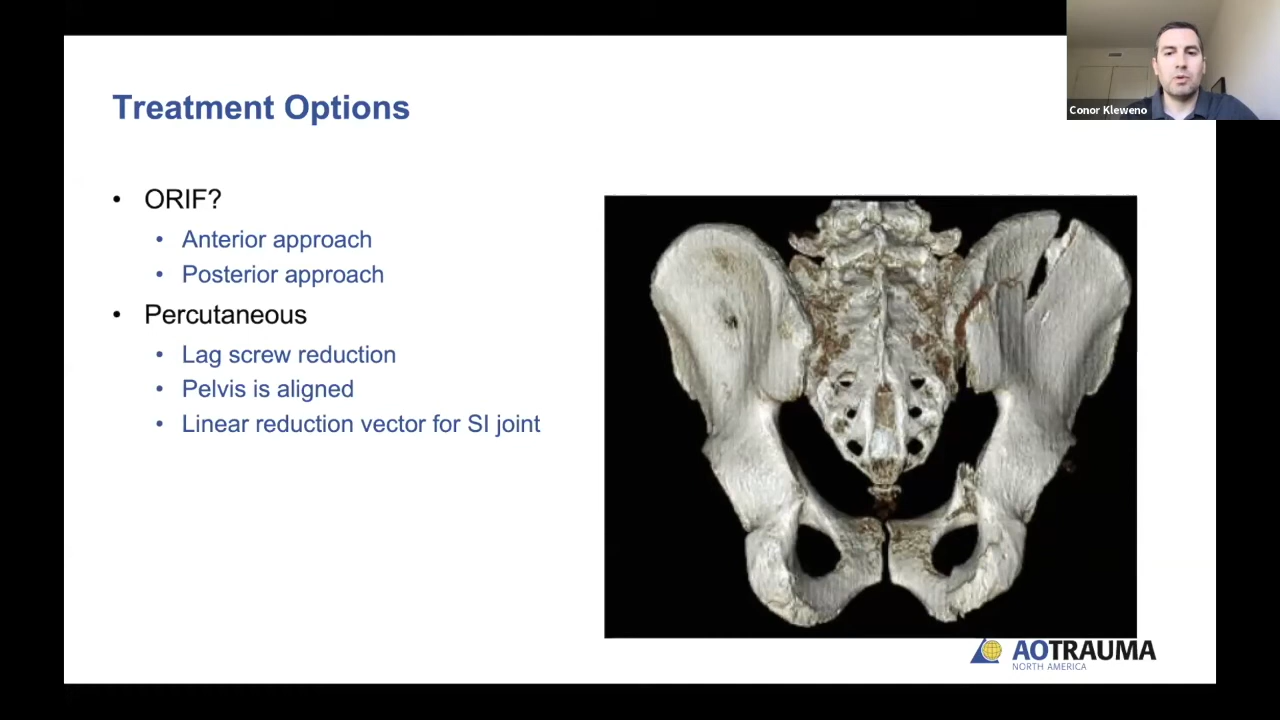 Treatment Options
• ORIF?
• Anterior approach
• Posterior approach
• Percutaneous
• Lag screw reduction
• Pelvis is aligned
• Linear reduction vector for SI joint
Conor Kleweno
AOTRAUMA
NORTH AMERICA